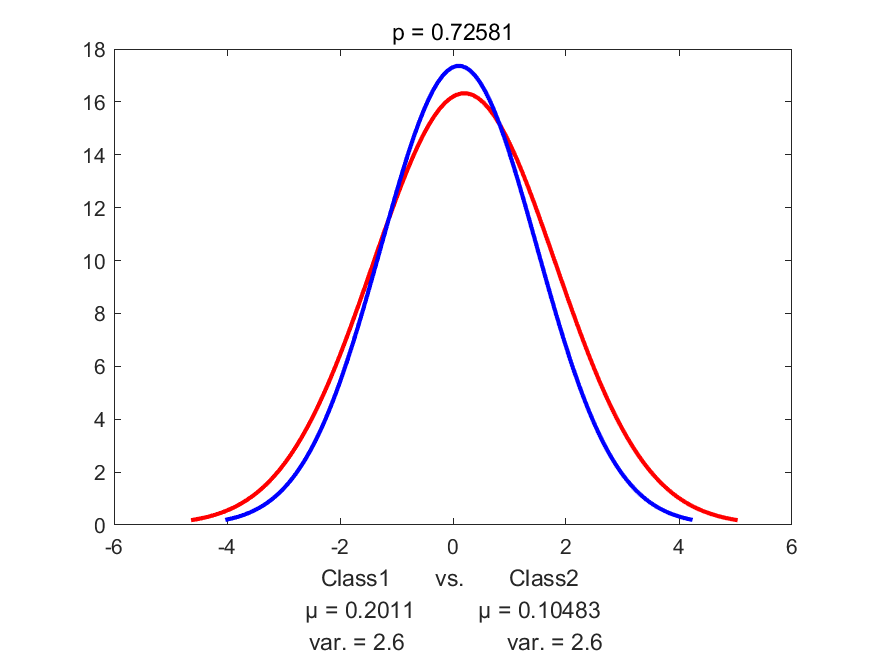 p = 0.72581
18
16
14
12
10
8
6
4
2
0
-6 -4 -2 0 2 4 6
Class1 vs. Class2
μ = 0.2011 μ = 0.10483
var. = 2.6 var. = 2.6